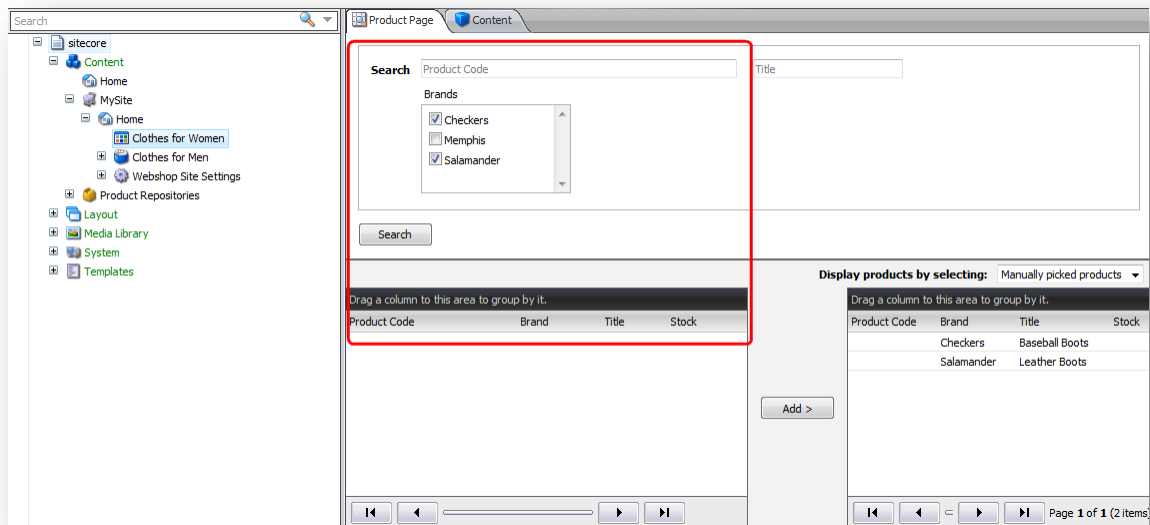 Search
sitecore
Content
Home
MySite
Home
Clothes for Women
Clothes for Men
Webshop Site Settings
Product Repositories
Layout
Media Library
System
Templates
Product Page Content
Search Product Code Title
Brands
Checkers
Memphis
Salamander
Search
Display products by selecting: Manually picked products
Drag a column to this area to group by it.
Product Code Brand Title Stock
Add >
Drag a column to this area to group by it.
Product Code Brand Title Stock
Checkers Baseball Boots
Salamander Leather Boots
Page 1 of 1 (2 items